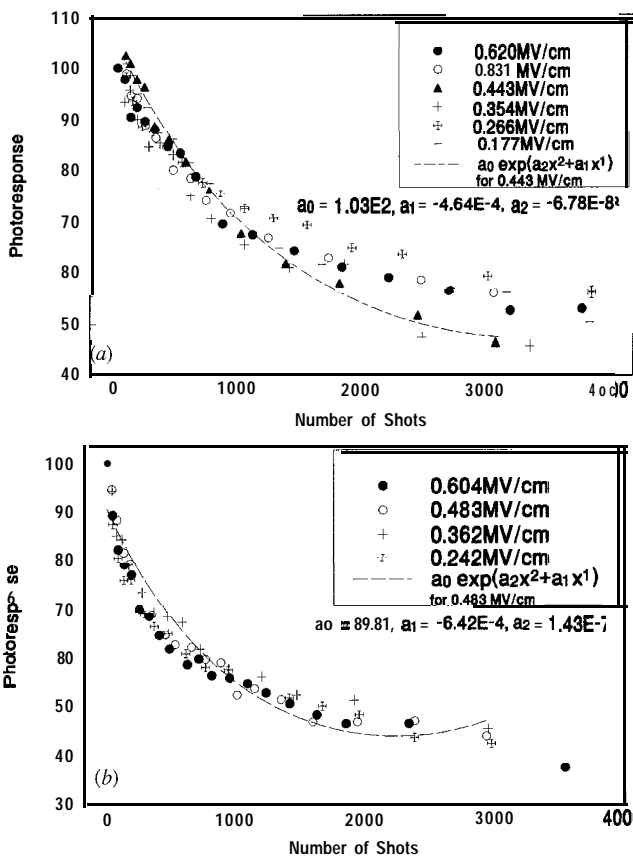 110
100
90
80
70
80
50
40
Photoresponse
0.620MV/cm
0.831 MV/cm
0.443MV/cm
0.354MV/cm
0.266MV/cm
0.177MV/cm
a₀ exp(a₂x²+a₁x¹)
for 0.443 MV/cm
a₀ = 1.03E2, a₁ = -4.64E-4, a₂ = -6.78E-8
(a)
0 1000 2000 3000
Number of Shots
100
90
80
70
80
50
40
30
0.604MV/cm
0.483MV/cm
0.362MV/cm
0.242MV/cm
a₀ exp(a₂x²+a₁x¹)
for 0.483 MV/cm
ao = 89.81, a₁ = -6.42E-4, a₂ = 1.43E-7
(b)
0 1000 2000 3000 400
Number of Shots